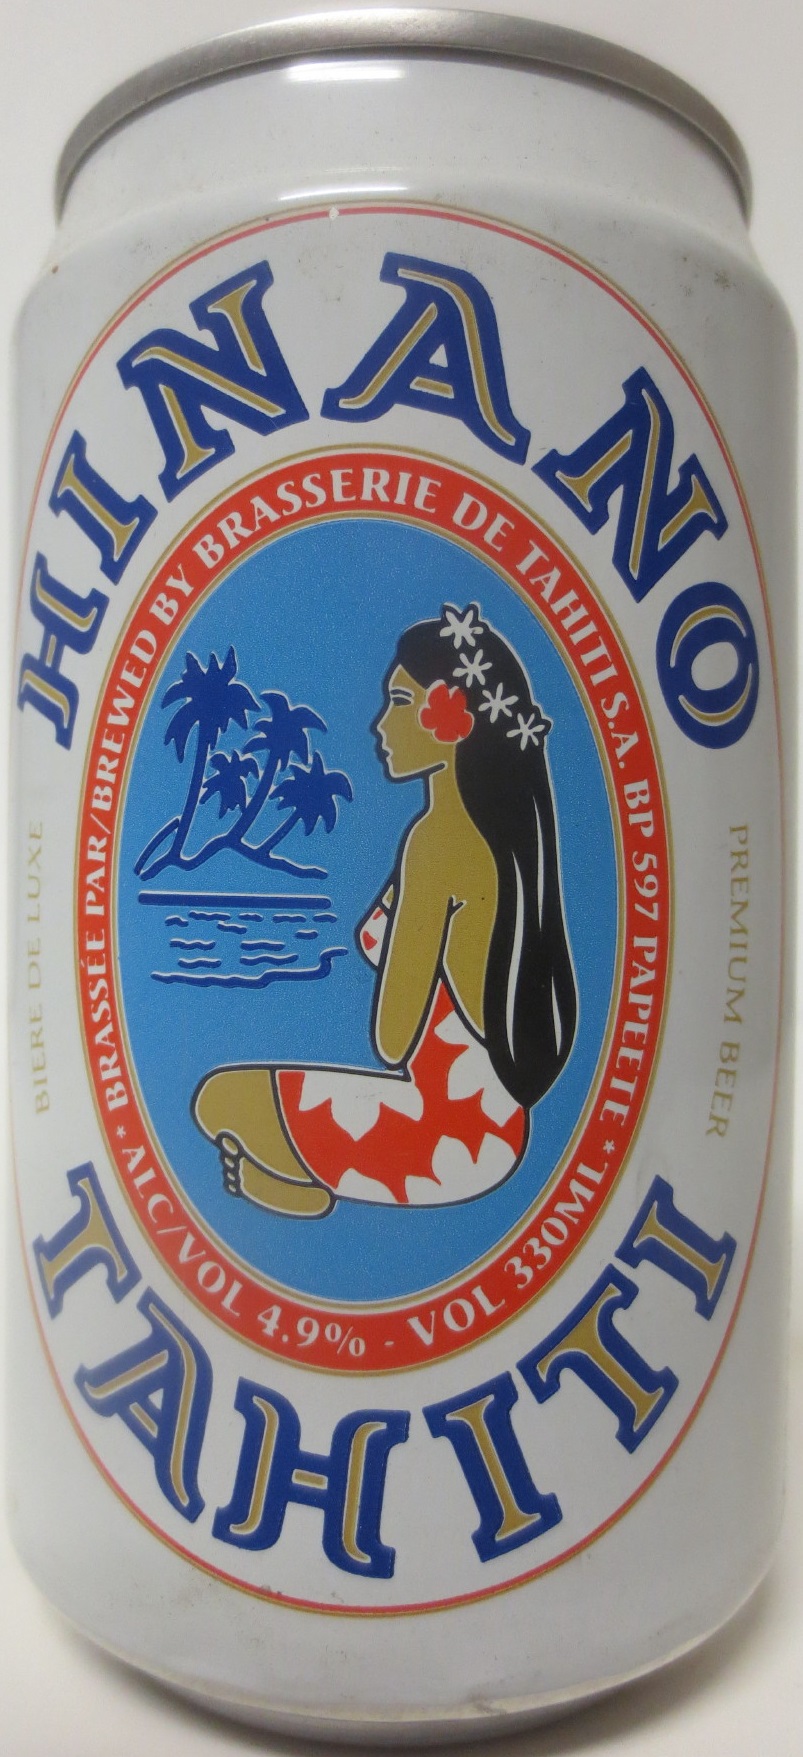 HINANO
BRASSÉE PAR/BREWED BY BRASSERIE DE TAHITI S.A. BP 597 PAPEETE
* ALC/VOL 4.9% - VOL 330ML *
BIERE DE LUXE
PREMIUM BEER
TAHITI